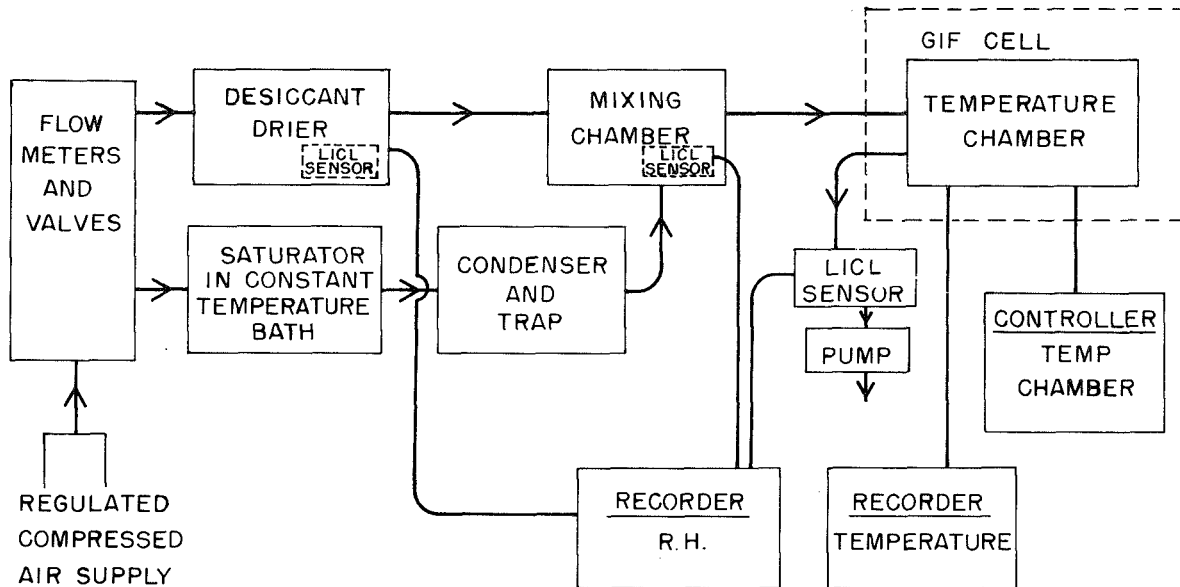 FLOW
METERS
AND
VALVES
REGULATED
COMPRESSED
AIR SUPPLY
DESICCANT
DRIER
LICL
SENSOR
SATURATOR
IN CONSTANT
TEMPERATURE
BATH
CONDENSER
AND
TRAP
MIXING
CHAMBER
LICL
SENSOR
GIF CELL
TEMPERATURE
CHAMBER
LICL
SENSOR
PUMP
CONTROLLER
TEMP
CHAMBER
RECORDER
R.H.
RECORDER
TEMPERATURE